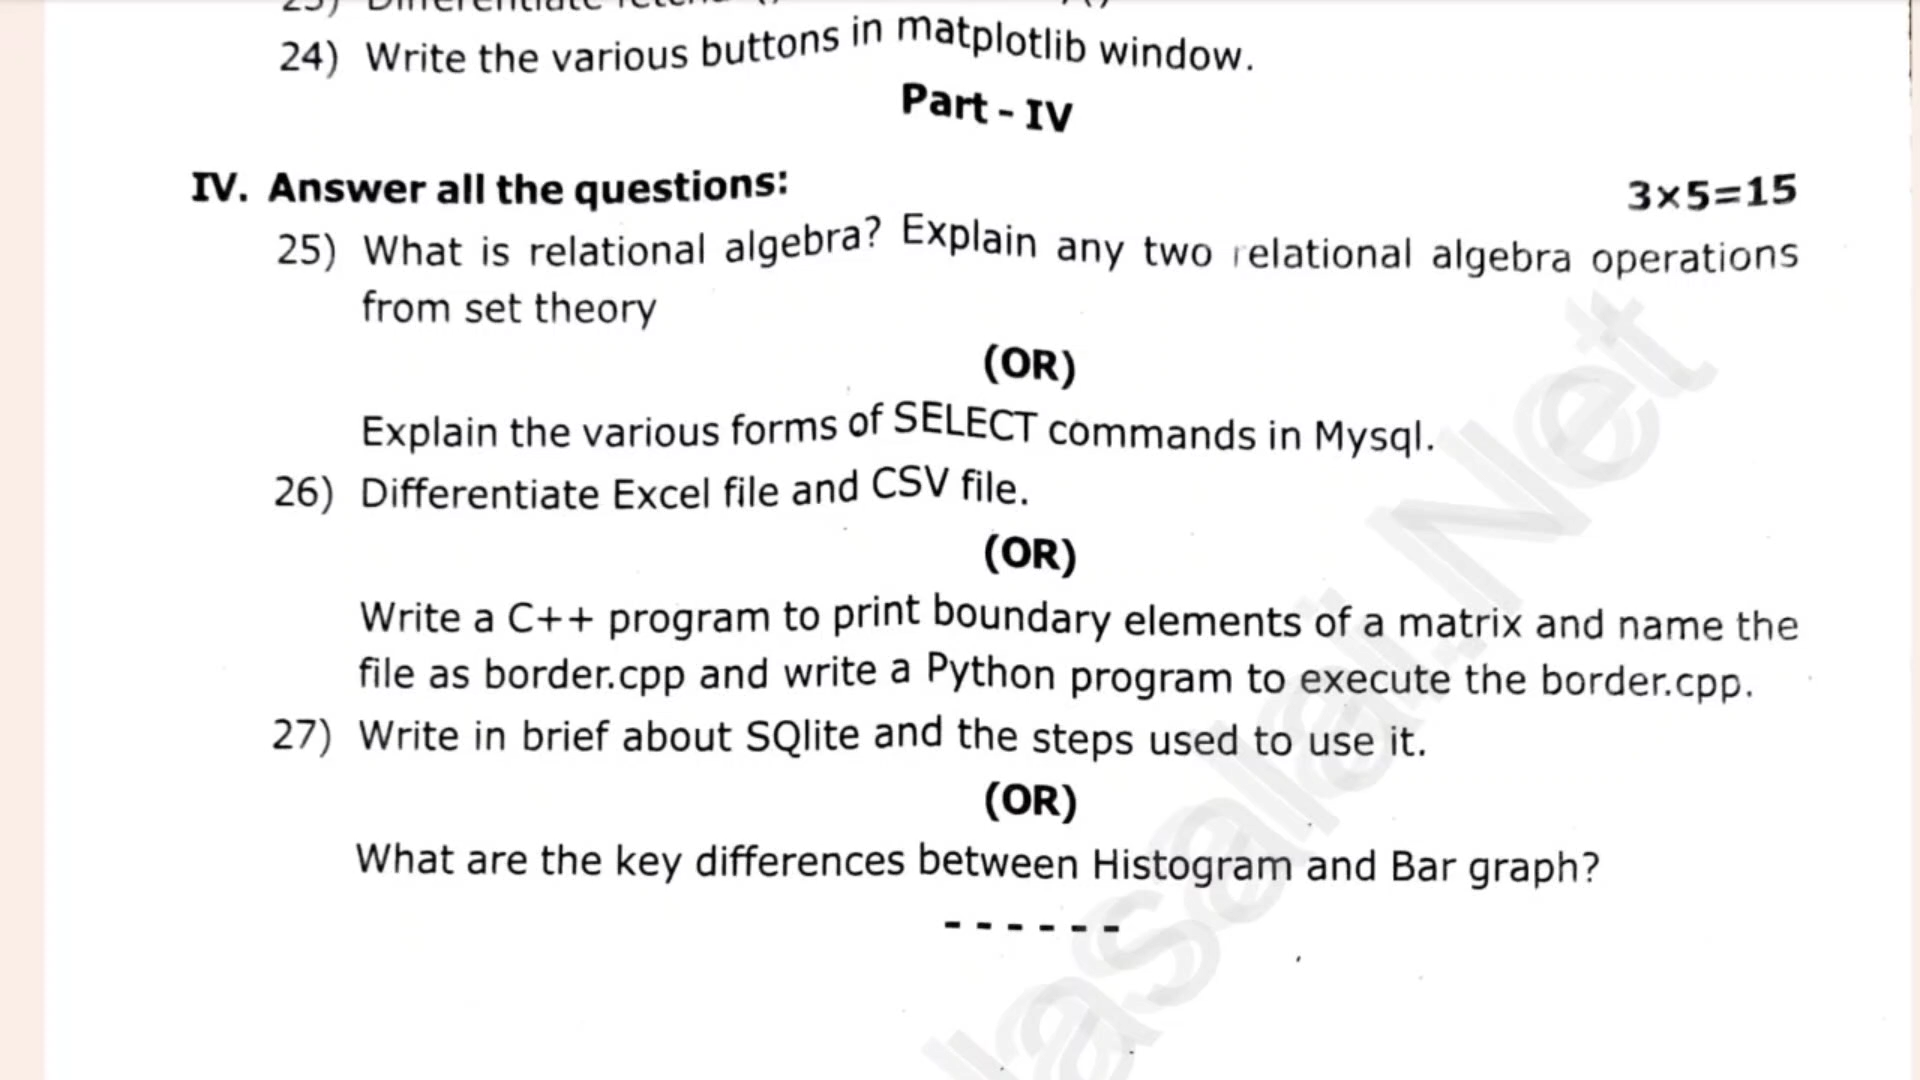 24) Write the various buttons in matplotlib window.
Part - IV
IV. Answer all the questions: 3×5=15
25) What is relational algebra? Explain any two relational algebra operations
from set theory
(OR)
Explain the various forms of SELECT commands in Mysql.
26) Differentiate Excel file and CSV file.
(OR)
Write a C++ program to print boundary elements of a matrix and name the
file as border.cpp and write a Python program to execute the border.cpp.
27) Write in brief about SQlite and the steps used to use it.
(OR)
What are the key differences between Histogram and Bar graph?
------
lasalai.Net